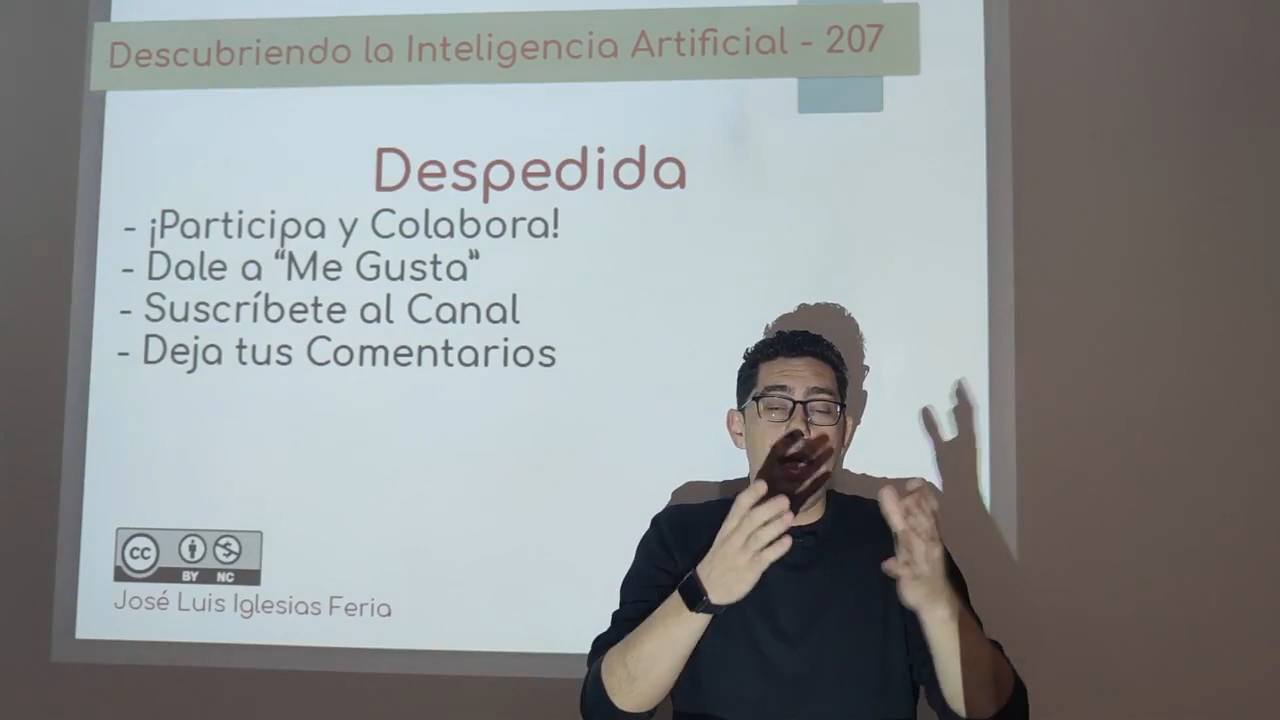 Descubriendo la Inteligencia Artificial - 207
Despedida
- ¡Participa y Colabora!
- Dale a “Me Gusta”
- Suscríbete al Canal
- Deja tus Comentarios
cc
BY NC
José Luis Iglesias Feria